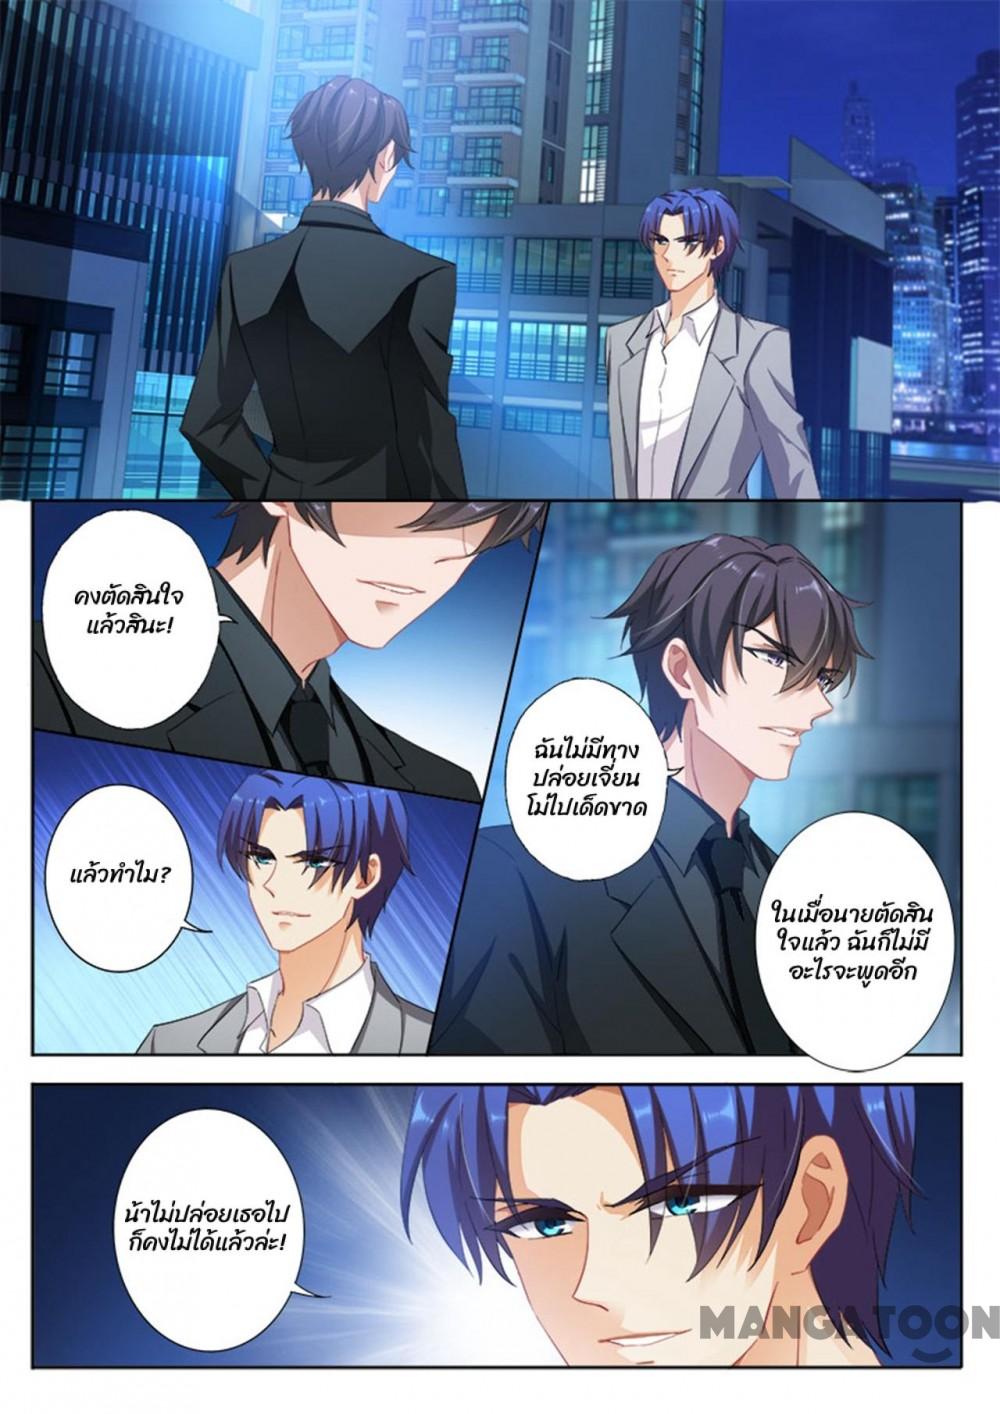 คงตัดสินใจ
แล้วสินะ!
ฉันไม่มีทาง
ปล่อยเจี่ยน
โม่ไปเด็ดขาด
แล้วทำไม?
ในเมื่อนายตัดสิน
ใจแล้ว ฉันก็ไม่มี
อะไรจะพูดอีก
น้าไม่ปล่อยเธอไป
ก็คงไม่ได้แล้วล่ะ!
MANGATOON